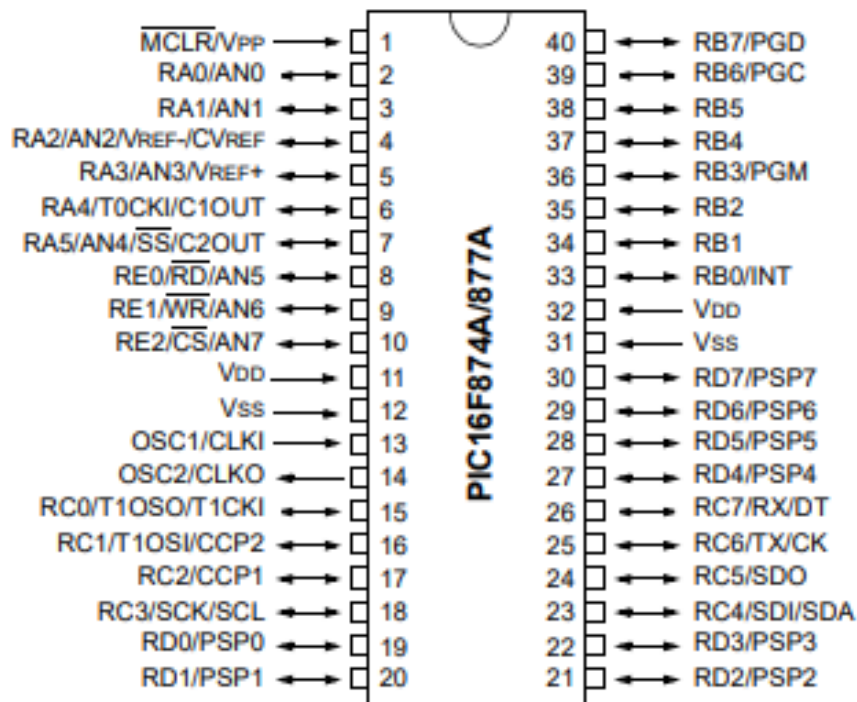 MCLR/VPP 1 40 RB7/PGD
RA0/AN0 2 39 RB6/PGC
RA1/AN1 3 38 RB5
RA2/AN2/VREF-/CVREF 4 37 RB4
RA3/AN3/VREF+ 5 36 RB3/PGM
RA4/T0CKI/C1OUT 6 35 RB2
RA5/AN4/SS/C2OUT 7 34 RB1
RE0/RD/AN5 8 33 RB0/INT
RE1/WR/AN6 9 32 VDD
RE2/CS/AN7 10 31 VSS
VDD 11 30 RD7/PSP7
VSS 12 29 RD6/PSP6
OSC1/CLKI 13 28 RD5/PSP5
OSC2/CLKO 14 27 RD4/PSP4
RC0/T1OSO/T1CKI 15 26 RC7/RX/DT
RC1/T1OSI/CCP2 16 25 RC6/TX/CK
RC2/CCP1 17 24 RC5/SDO
RC3/SCK/SCL 18 23 RC4/SDI/SDA
RD0/PSP0 19 22 RD3/PSP3
RD1/PSP1 20 21 RD2/PSP2
PIC16F874A/877A